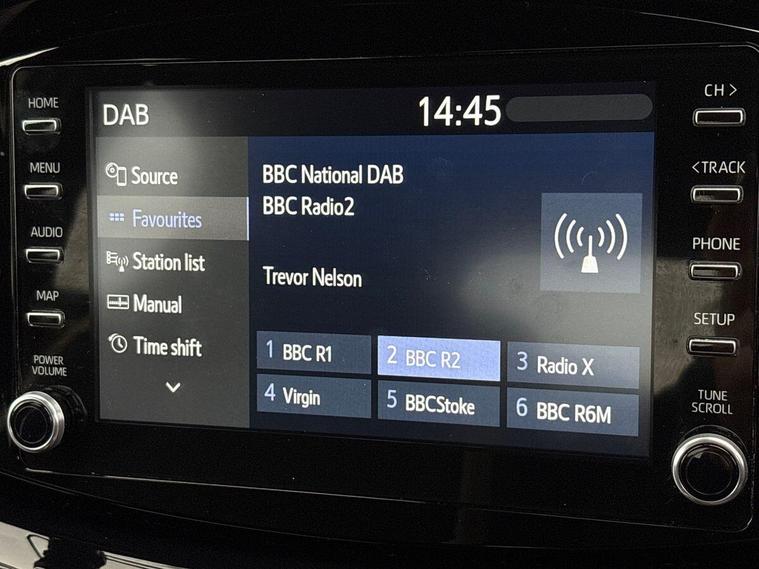 DAB 14:45
HOME
MENU
AUDIO
MAP
POWER
VOLUME
Source
Favourites
Station list
Manual
Time shift
BBC National DAB
BBC Radio2
Trevor Nelson
1 BBC R1
2 BBC R2
3 Radio X
4 Virgin
5 BBCStoke
6 BBC R6M
CH >
<TRACK
PHONE
SETUP
TUNE
SCROLL